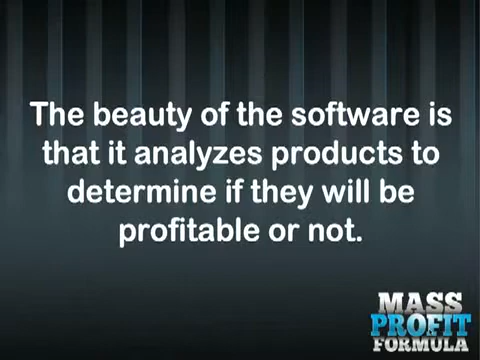 The beauty of the software is
that it analyzes products to
determine if they will be
profitable or not.
MASS
PROFIT
FORMULA